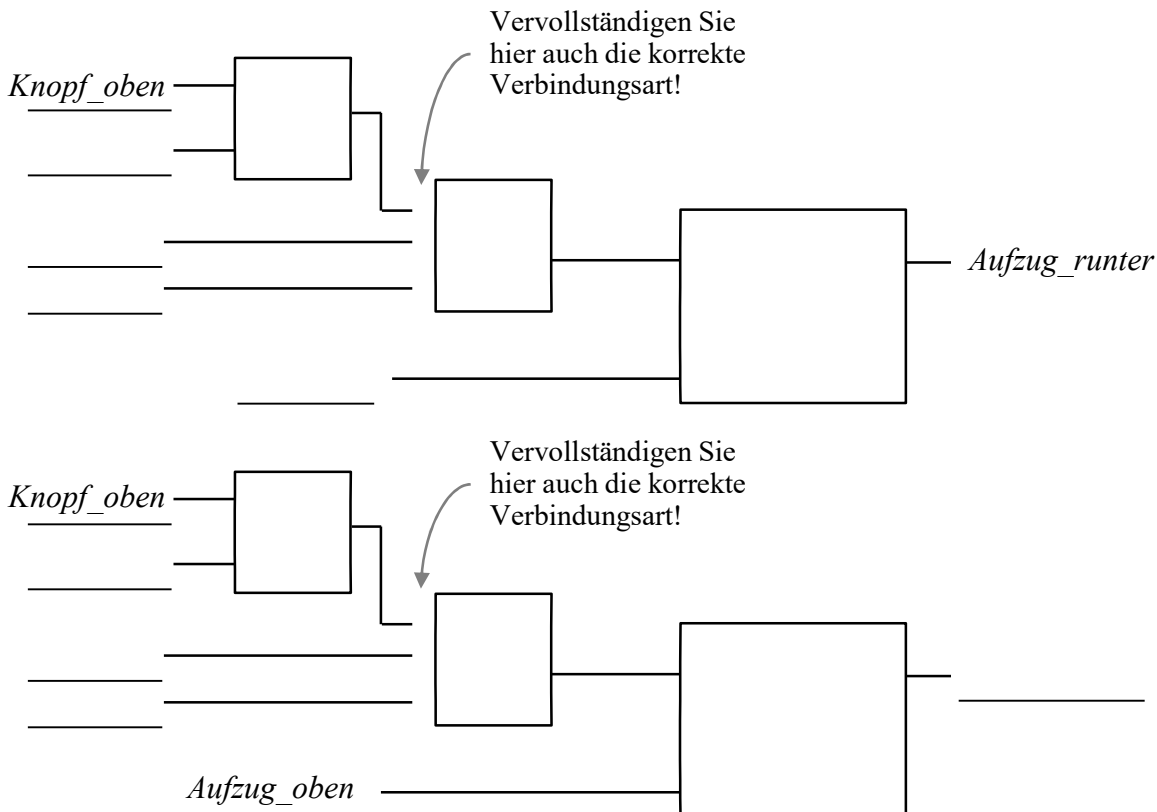 Vervollständigen Sie
hier auch die korrekte
Verbindungsart!
Knopf_oben
Aufzug_runter
Vervollständigen Sie
hier auch die korrekte
Verbindungsart!
Knopf_oben
Aufzug_oben